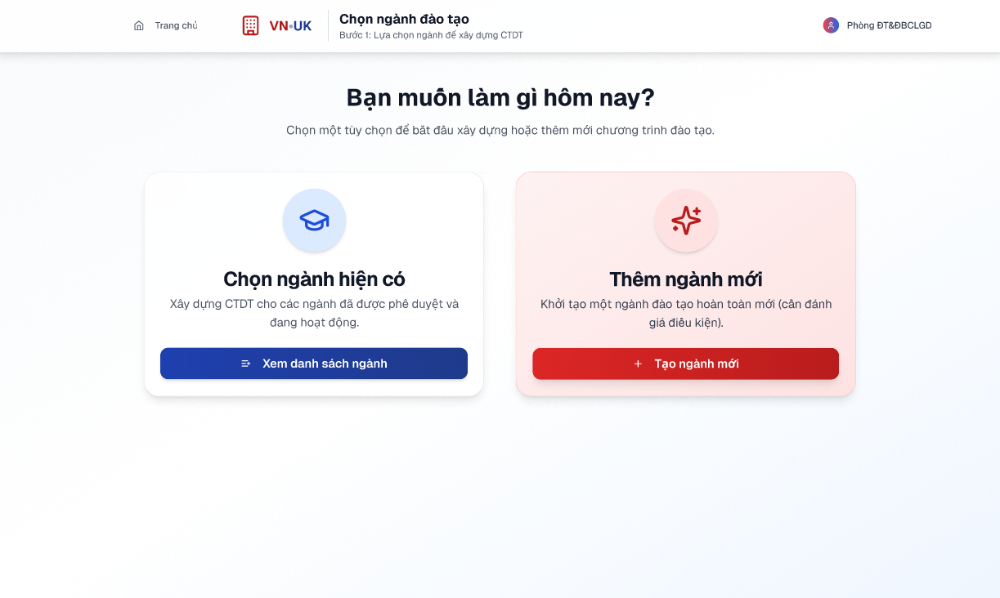 Trang chủ
VN-UK
Chọn ngành đào tạo
Bước 1: Lựa chọn ngành để xây dựng CTDT
Phòng ĐT&ĐBCLGD
Bạn muốn làm gì hôm nay?
Chọn một tùy chọn để bắt đầu xây dựng hoặc thêm mới chương trình đào tạo.
Chọn ngành hiện có
Xây dựng CTDT cho các ngành đã được phê duyệt và
đang hoạt động.
Xem danh sách ngành
Thêm ngành mới
Khởi tạo một ngành đào tạo hoàn toàn mới (cần đánh
giá điều kiện).
Tạo ngành mới